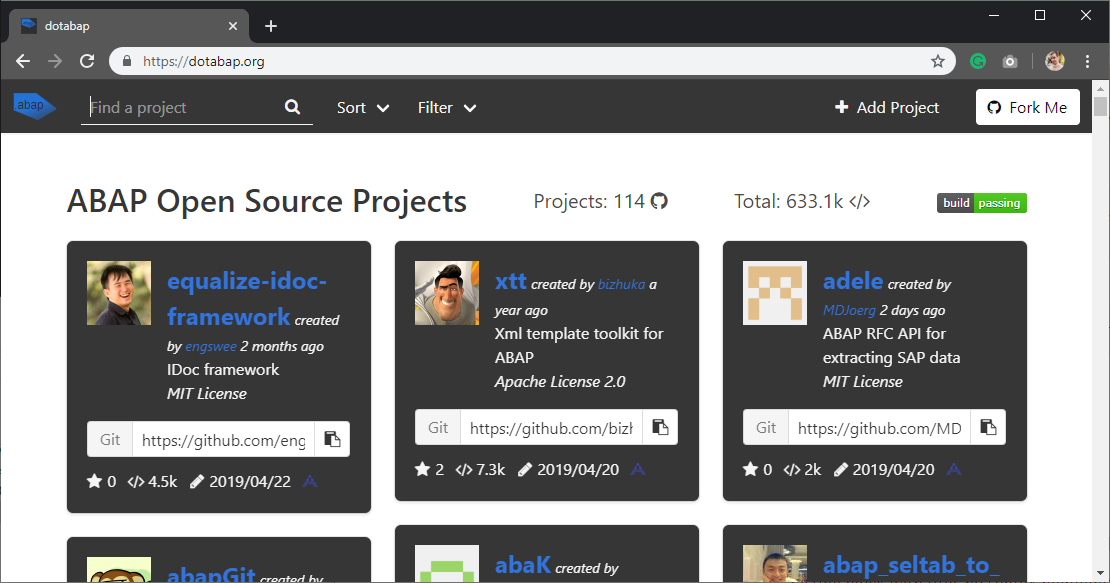 dotabap
https://dotabap.org
abap
Find a project
Sort
Filter
Add Project
Fork Me
ABAP Open Source Projects
Projects: 114
Total: 633.1k
build passing
equalize-idoc-
framework created
by engswee 2 months ago
IDoc framework
MIT License
Git https://github.com/eng
0 4.5k 2019/04/22
xtt created by bizhuka a
year ago
Xml template toolkit for
ABAP
Apache License 2.0
Git https://github.com/bizh
2 7.3k 2019/04/20
adele created by
MDJoerg 2 days ago
ABAP RFC API for
extracting SAP data
MIT License
Git https://github.com/MD
0 2k 2019/04/20
abapGit created by
abaK created by
abap_seltab_to_